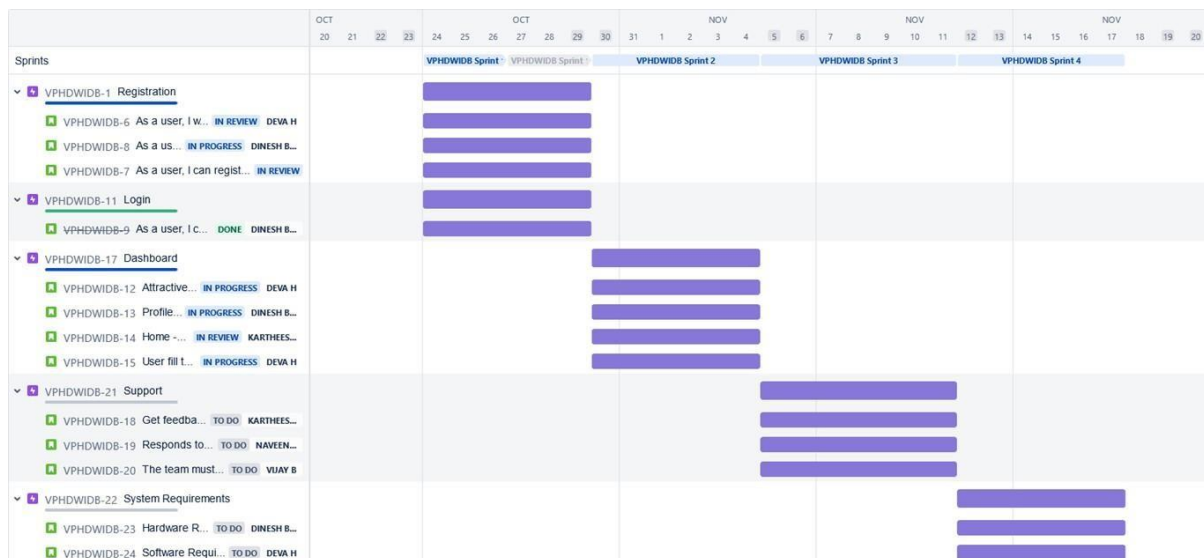 OCT OCT NOV NOV NOV
20 21 22 23 24 25 26 27 28 29 30 31 1 2 3 4 5 6 7 8 9 10 11 12 13 14 15 16 17 18 19 20
Sprints VPHDWIDB Sprint VPHDWIDB Sprint VPHDWIDB Sprint 2 VPHDWIDB Sprint 3 VPHDWIDB Sprint 4
VPHDWIDB-1 Registration
VPHDWIDB-6 As a user, I w... IN REVIEW DEVA H
VPHDWIDB-8 As a us... IN PROGRESS DINESH B...
VPHDWIDB-7 As a user, I can regist... IN REVIEW
VPHDWIDB-11 Login
VPHDWIDB-9 As a user, I c... DONE DINESH B...
VPHDWIDB-17 Dashboard
VPHDWIDB-12 Attractive... IN PROGRESS DEVA H
VPHDWIDB-13 Profile... IN PROGRESS DINESH B...
VPHDWIDB-14 Home -... IN REVIEW KARTHEES...
VPHDWIDB-15 User fill t... IN PROGRESS DEVA H
VPHDWIDB-21 Support
VPHDWIDB-18 Get feedba... TO DO KARTHEES...
VPHDWIDB-19 Responds to... TO DO NAVEEN...
VPHDWIDB-20 The team must... TO DO VIJAY B
VPHDWIDB-22 System Requirements
VPHDWIDB-23 Hardware R... TO DO DINESH B...
VPHDWIDB-24 Software Requi... TO DO DEVA H